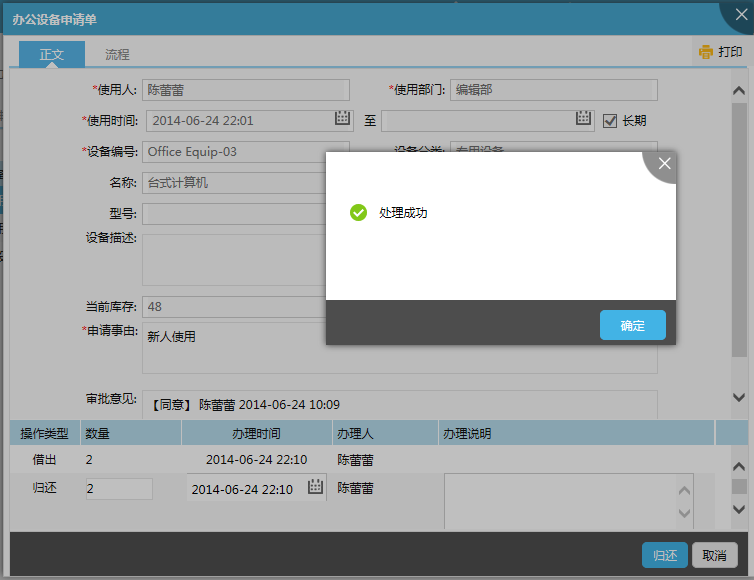 办公设备申请单
正文 流程 打印
*使用人: 陈蕾蕾 *使用部门: 编辑部
*使用时间: 2014-06-24 22:01 至 长期
*设备编号: Office Equip-03 设备分类: 专用设备
名称: 台式计算机
型号:
处理成功
设备描述:
当前库存: 48
确定
*申请事由: 新人使用
审批意见: 【同意】 陈蕾蕾 2014-06-24 10:09
操作类型 数量 办理时间 办理人 办理说明
借出 2 2014-06-24 22:10 陈蕾蕾
归还 2 2014-06-24 22:10 陈蕾蕾
归还 取消